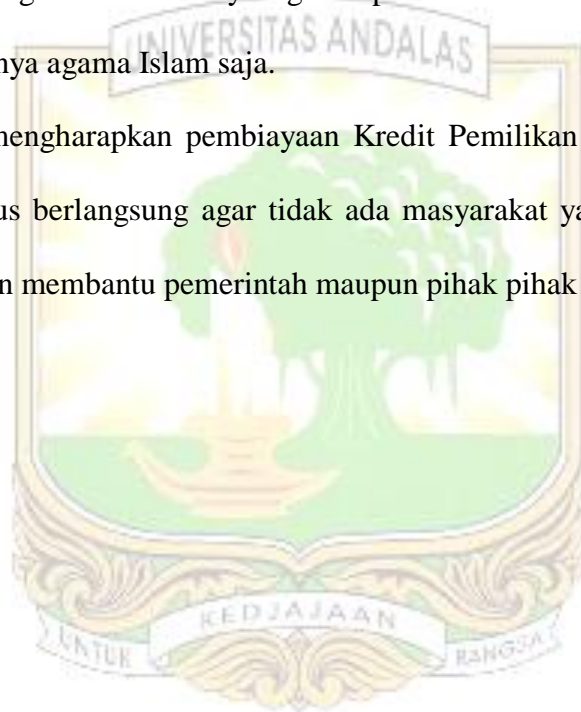 UNIVERSITAS ANDALAS
nya agama Islam saja.
mengharapkan pembiayaan Kredit Pemilikan
us berlangsung agar tidak ada masyarakat ya
n membantu pemerintah maupun pihak pihak
UNTUK KEDJAJAAN BANGSA